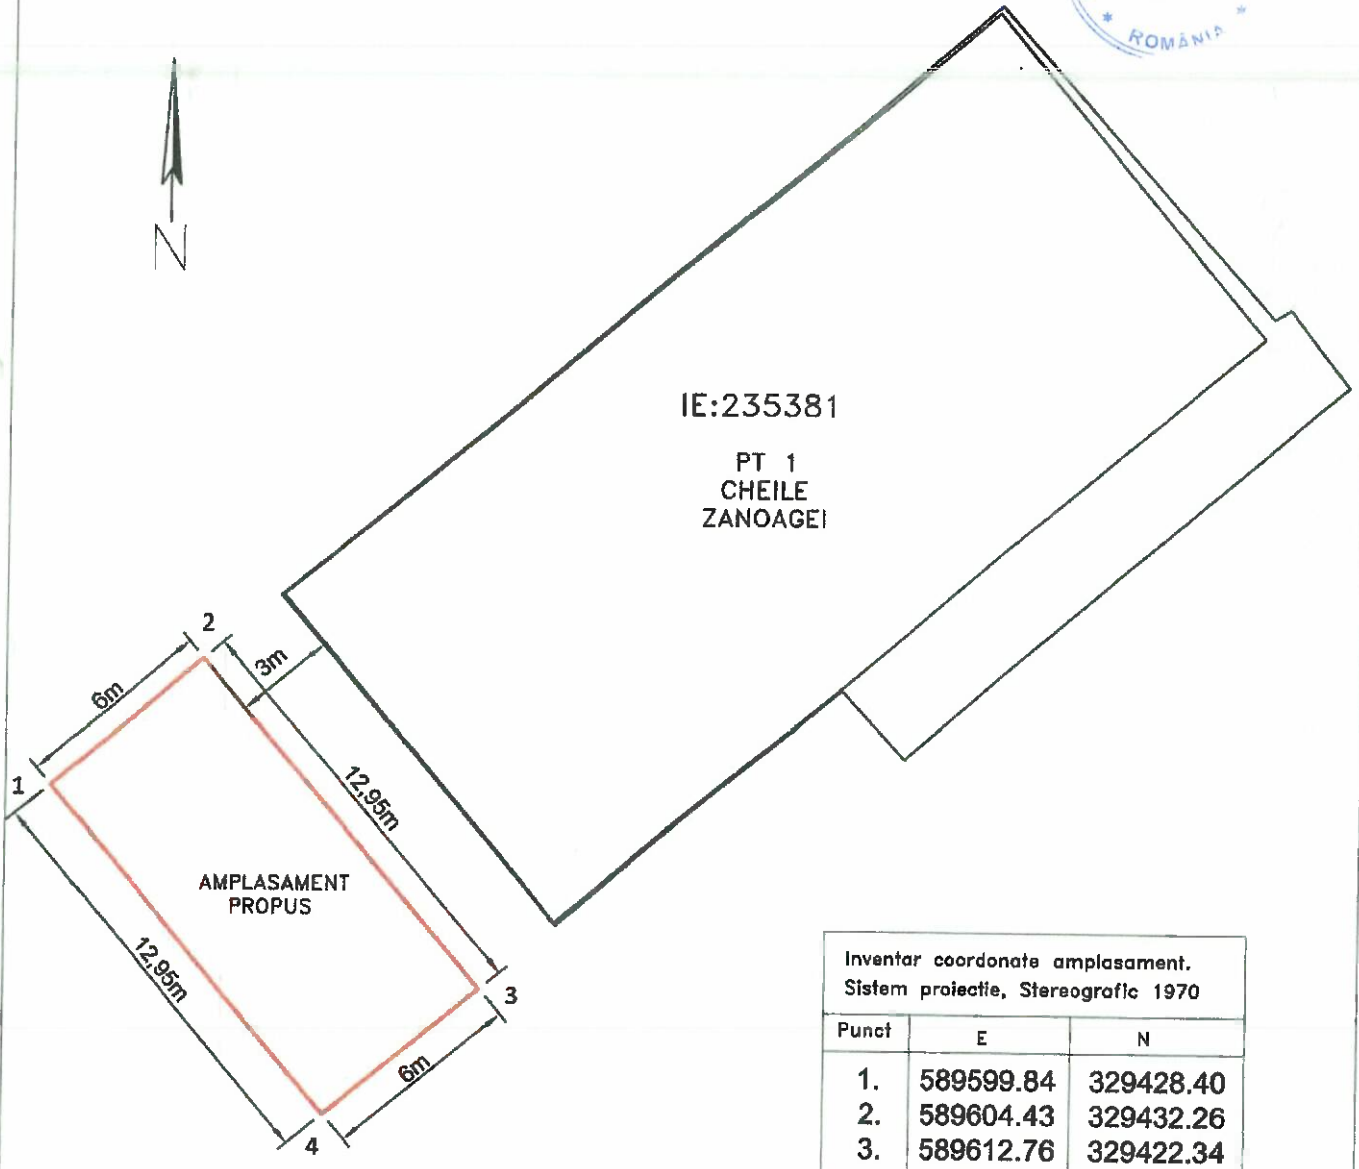 * ROMÂNIA *
N
IE:235381
PT 1
CHEILE
ZANOAGEI
2
3m
6m
1
12,95m
AMPLASAMENT
PROPUS
12,95m
3
6m
4
Inventar coordonate amplasament.
Sistem proiectie, Stereografic 1970
Punct E N
1. 589599.84 329428.40
2. 589604.43 329432.26
3. 589612.76 329422.34